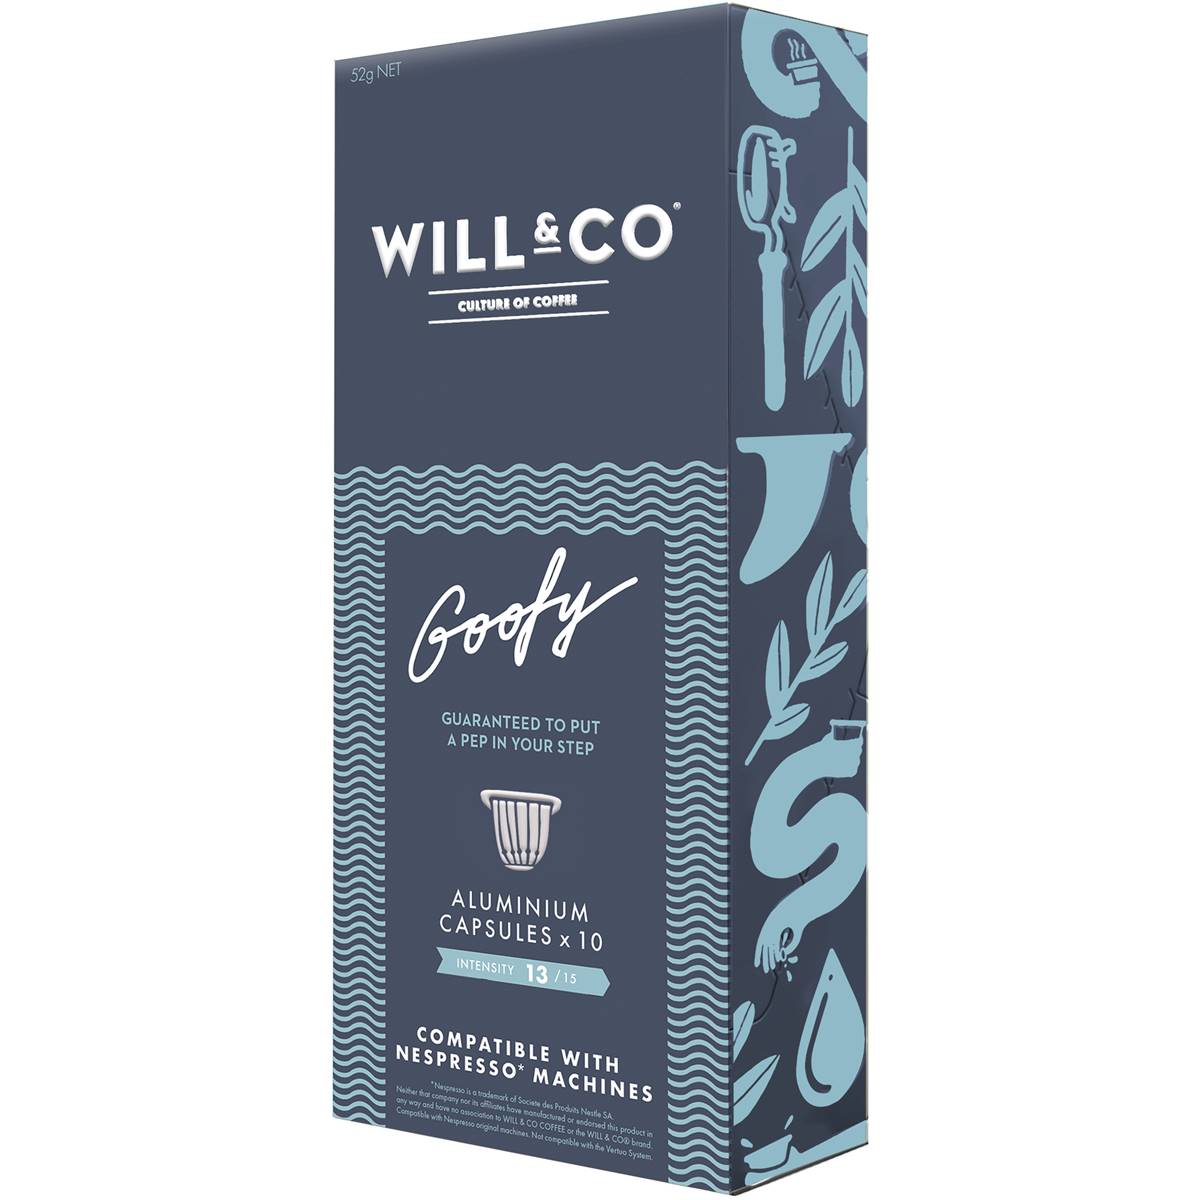 52g NET
WILL & CO®
CULTURE OF COFFEE
Goofy
GUARANTEED TO PUT
A PEP IN YOUR STEP
ALUMINIUM
CAPSULES x 10
INTENSITY 13 / 15
COMPATIBLE WITH
NESPRESSO* MACHINES
*Nespresso is a trademark of Societe des Produits Nestle SA.
Neither that company nor its affiliates have manufactured or endorsed this product in
any way and have no association to WILL & CO COFFEE or the WILL & CO® brand.
Compatible with Nespresso original machines. Not compatible with the Vertuo System.